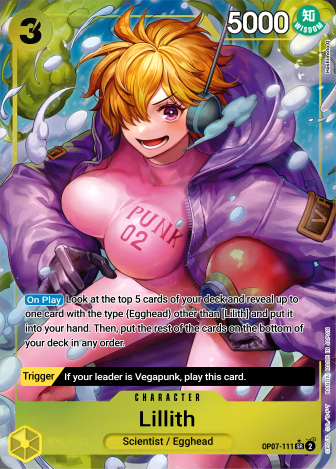 3
5000
知
WISDOM
PUNK
02
On Play Look at the top 5 cards of your deck and reveal up to
one card with the type {Egghead} other than [Lilith] and put it
into your hand. Then, put the rest of the cards on the bottom of
your deck in any order.
Trigger If your leader is Vegapunk, play this card.
CHARACTER
Lillith
Scientist / Egghead
OP07-111 SR 2